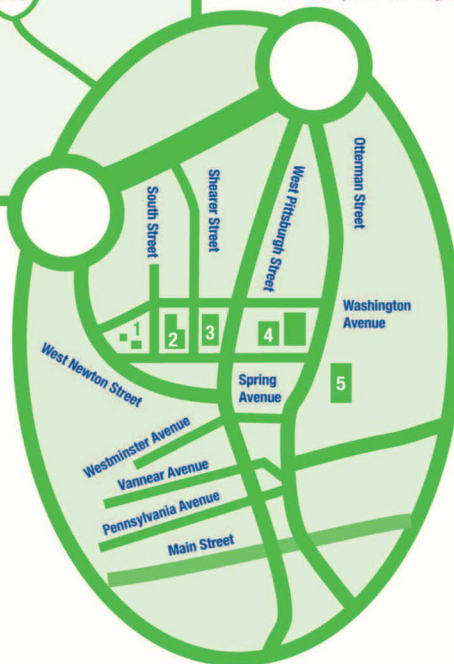 Otterman Street
Shearer Street
West Pittsburgh Street
South Street
Washington
Avenue
1
2
3
4
West Newton Street
Spring
Avenue
5
Westminster Avenue
Vannear Avenue
Pennsylvania Avenue
Main Street